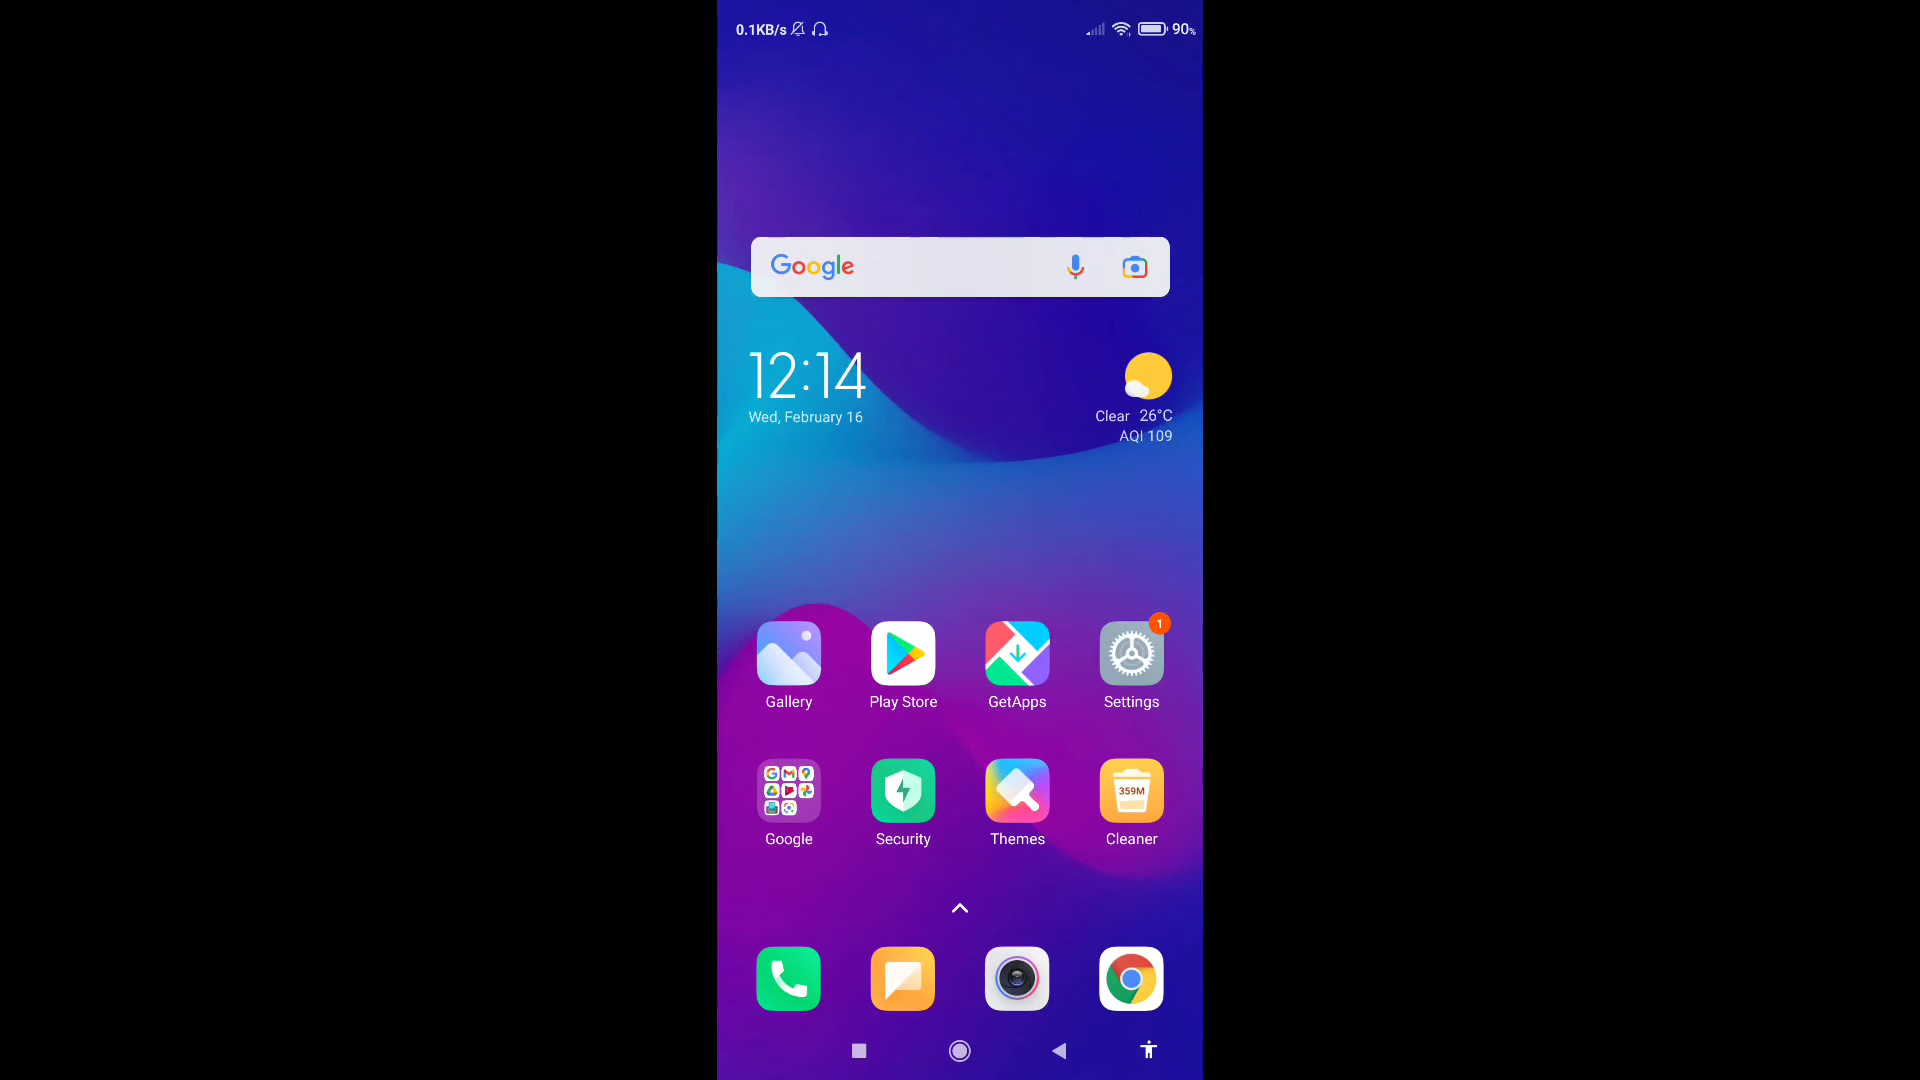 0.1KB/s 90%
Google
12:14
Wed, February 16
Clear 26°C
AQI 109
1
Gallery Play Store GetApps Settings
359M
Google Security Themes Cleaner